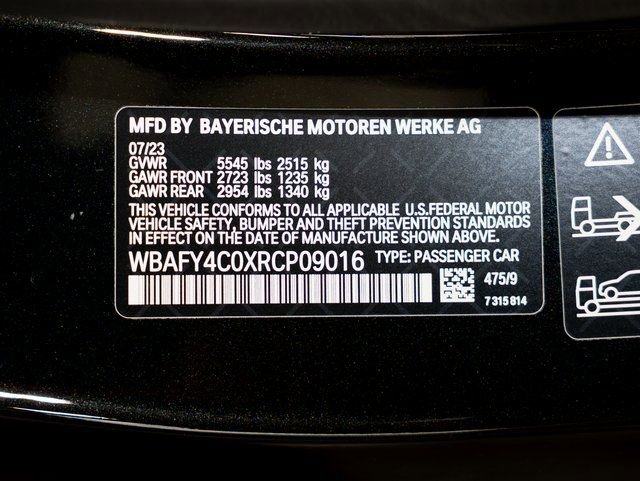 MFD BY BAYERISCHE MOTOREN WERKE AG
07/23
GVWR 5545 lbs 2515 kg
GAWR FRONT 2723 lbs 1235 kg
GAWR REAR 2954 lbs 1340 kg
THIS VEHICLE CONFORMS TO ALL APPLICABLE U.S.FEDERAL MOTOR
VEHICLE SAFETY, BUMPER AND THEFT PREVENTION STANDARDS
IN EFFECT ON THE DATE OF MANUFACTURE SHOWN ABOVE.
WBAFY4C0XRCP09016 TYPE: PASSENGER CAR
475/9
7 315 814